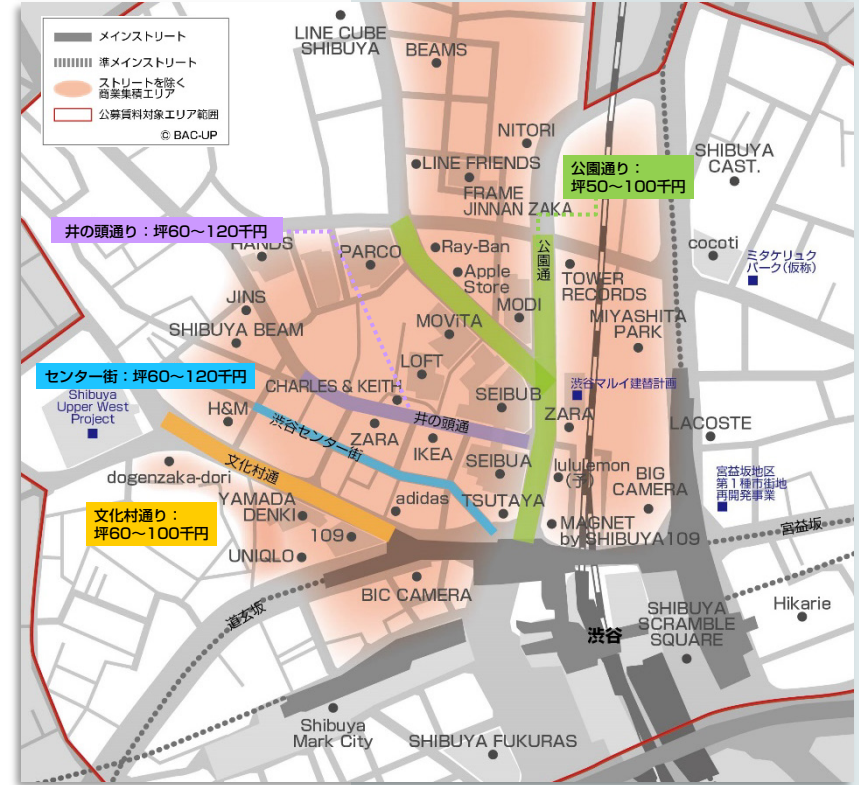 メインストリート
準メインストリート
ストリートを除く
商業集積エリア
公募賃料対象エリア範囲
© BAC-UP
LINE CUBE
SHIBUYA
BEAMS
NITORI
LINE FRIENDS
FRAME
JINNAN ZAKA
公園通り：
坪50～100千円
SHIBUYA
CAST.
井の頭通り：坪60～120千円
HANDS
PARCO
Ray-Ban
Apple
Store
公園通
TOWER
RECORDS
cocoti
ミタケリュク
パーク(仮称)
JINS
SHIBUYA BEAM
MOViTA
MODI
MIYASHITA
PARK
センター街：坪60～120千円
LOFT
CHARLES & KEITH
SEIBUB
渋谷マルイ建替計画
Shibuya
Upper West
Project
H&M
渋谷センター街
ZARA
井の頭通
IKEA
ZARA
LACOSTE
文化村通
SEIBUA
dogenzaka-dori
lululemon
(予)
BIG
CAMERA
宮益坂地区
第1種市街地
再開発事業
YAMADA
DENKI
adidas
TSUTAYA
文化村通り：
坪60～100千円
109
MAGNET
by SHIBUYA109
宮益坂
UNIQLO
BIC CAMERA
道玄坂
渋谷
SHIBUYA
SCRAMBLE
SQUARE
Hikarie
Shibuya
Mark City
SHIBUYA FUKURAS